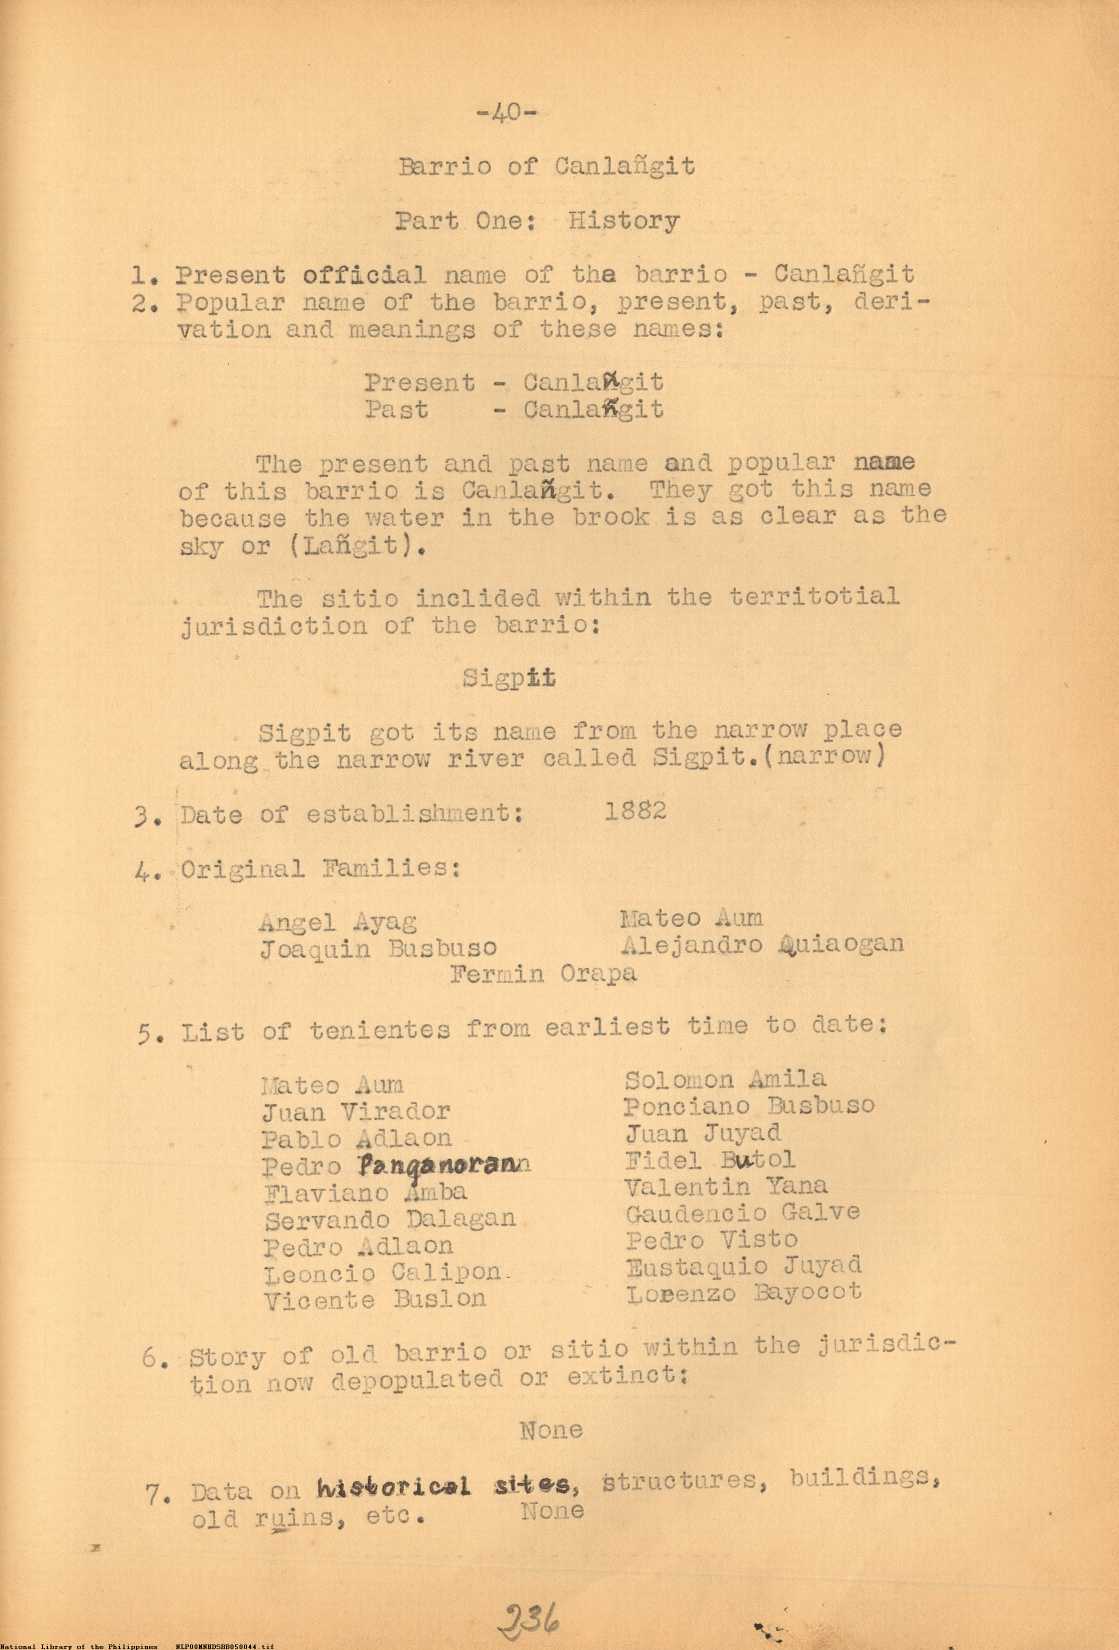 -40-
Barrio of Canlañgit
Part One: History
1. Present official name of the barrio - Canlañgit
2. Popular name of the barrio, present, past, deri-
vation and meanings of these names:
Present - Canlañgit
Past - Canlañgit
The present and past name and popular name
of this barrio is Canlañgit. They got this name
because the water in the brook is as clear as the
sky or (Lañgit).
The sitio inclided within the territotial
jurisdiction of the barrio:
Sigpit
Sigpit got its name from the narrow place
along the narrow river called Sigpit.(narrow)
3. Date of establishment: 1882
4. Original Families:
Angel Ayag Mateo Aum
Joaquin Busbuso Alejandro Quiaogan
Fermin Orapa
5. List of tenientes from earliest time to date:
Mateo Aum Solomon Amila
Juan Virador Ponciano Busbuso
Pablo Adlaon Juan Juyad
Pedro Panganoran Fidel Butol
Flaviano Amba Valentin Yana
Servando Dalagan Gaudencio Galve
Pedro Adlaon Pedro Visto
Leoncio Calipon. Eustaquio Juyad
Vicente Buslon Lorenzo Bayocot
6. Story of old barrio or sitio within the jurisdic-
tion now depopulated or extinct:
None
7. Data on historical sites, structures, buildings,
old ruins, etc. None
236
National Library of the Philippines NLPOOMNHDSHB050044.tif